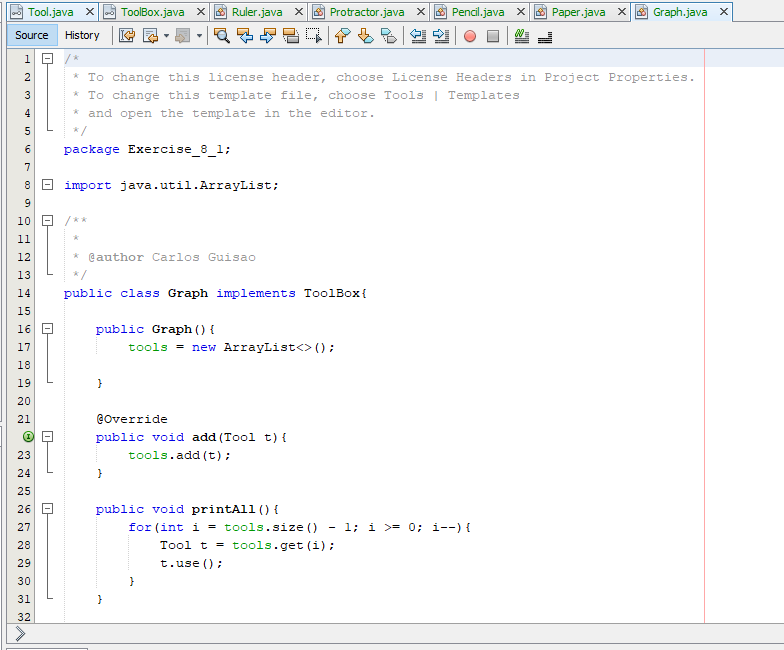 Tool.java ToolBox.java Ruler.java Protractor.java Pencil.java Paper.java Graph.java
Source History
1 /*
2 * To change this license header, choose License Headers in Project Properties.
3 * To change this template file, choose Tools | Templates
4 * and open the template in the editor.
5 */
6 package Exercise_8_1;
7
8 import java.util.ArrayList;
9
10 /**
11 *
12 * @author Carlos Guisao
13 */
14 public class Graph implements ToolBox{
15
16 public Graph(){
17 tools = new ArrayList<>();
18
19 }
20
21 @Override
public void add(Tool t){
23 tools.add(t);
24 }
25
26 public void printAll(){
27 for(int i = tools.size() - 1; i >= 0; i--){
28 Tool t = tools.get(i);
29 t.use();
30 }
31 }
32